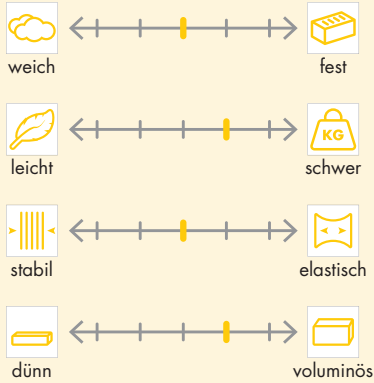 weich fest
KG
leicht schwer
stabil elastisch
dünn voluminös